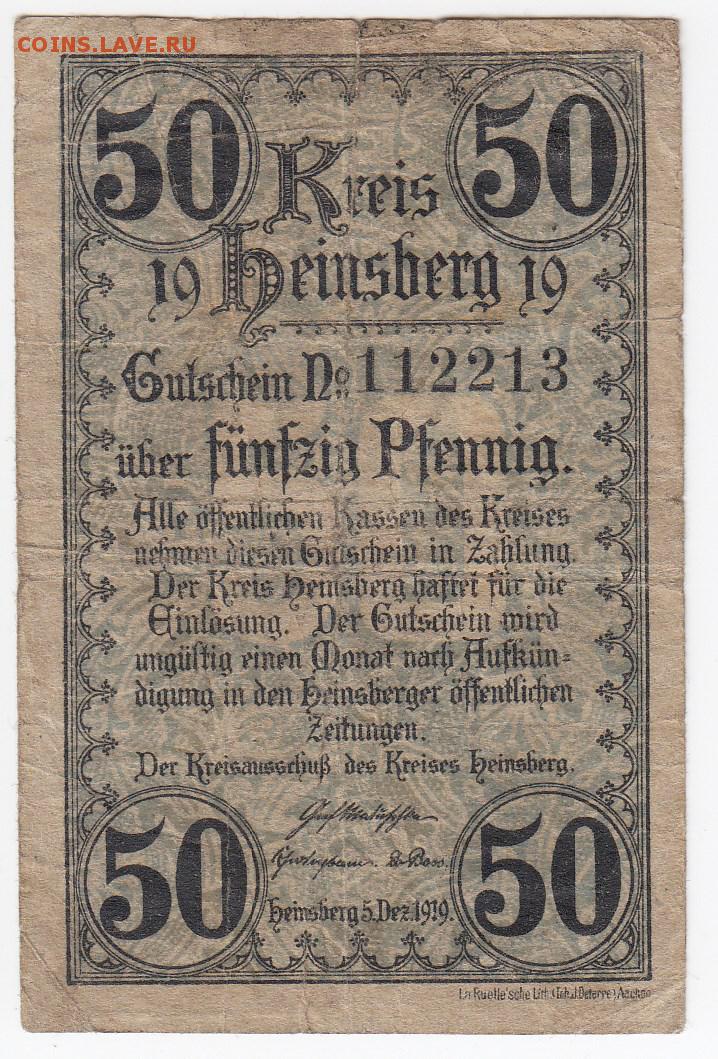 COINS.LAVE.RU
50 50
Kreis
19 Heinsberg 19
Gutschein No. 112213
über fünfzig Pfennig.
Alle öffentlichen Kassen des Kreises
nehmen diesen Gutschein in Zahlung.
Der Kreis Heinsberg haftet für die
Einlösung. Der Gutschein wird
ungültig einen Monat nach Aufkün=
digung in den Heinsberger öffentlichen
Zeitungen.
Der Kreisausschuß des Kreises Heinsberg.
50 50
Heinsberg 5. Dez. 1919.
La Ruelle'sche Lith. (Inh. J. Deterre) Aachen